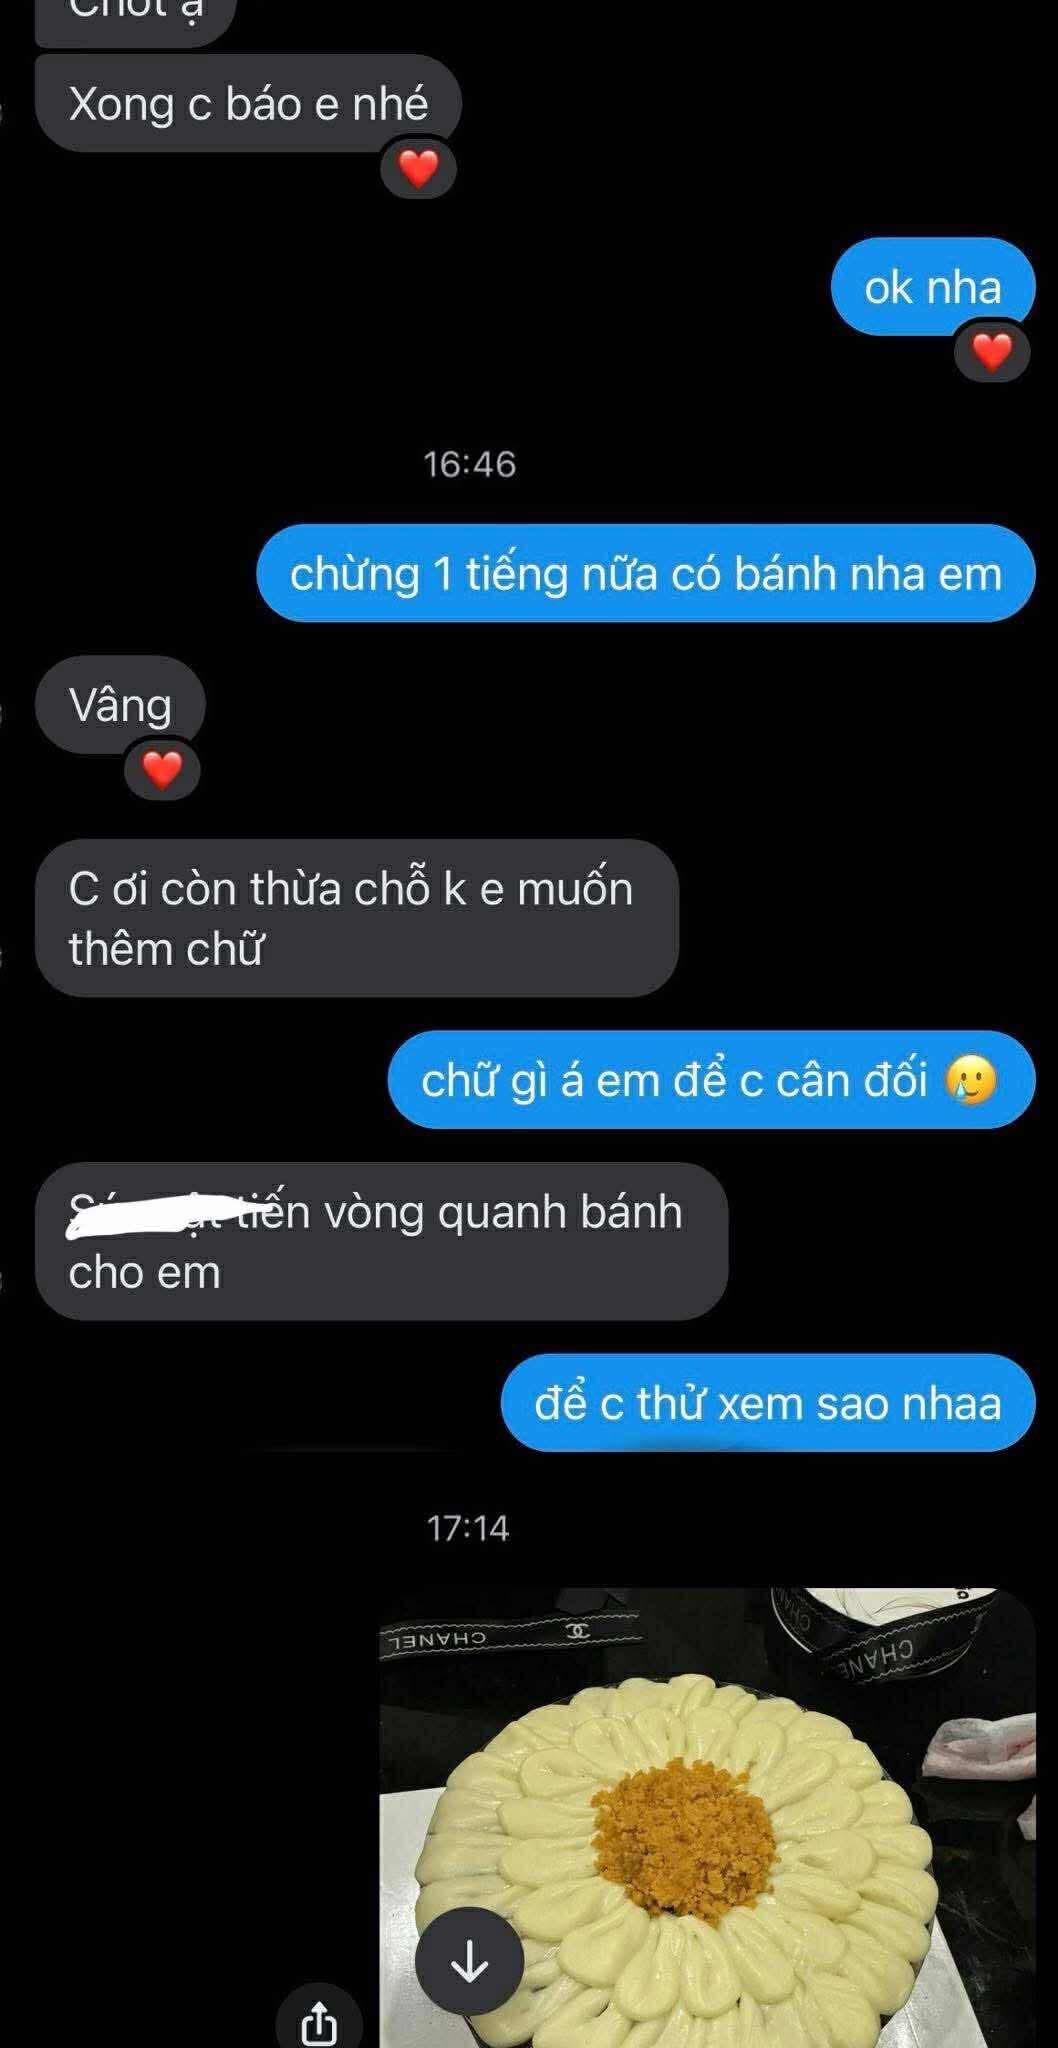 Chốt ạ
Xong c báo e nhé
ok nha
16:46
chừng 1 tiếng nữa có bánh nha em
Vâng
C ơi còn thừa chỗ k e muốn
thêm chữ
chữ gì á em để c cân đối
tiến vòng quanh bánh
cho em
để c thử xem sao nhaa
17:14
CHANEL
CHANEL